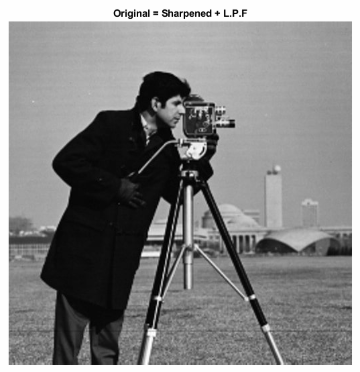 Original = Sharpened + L.P.F